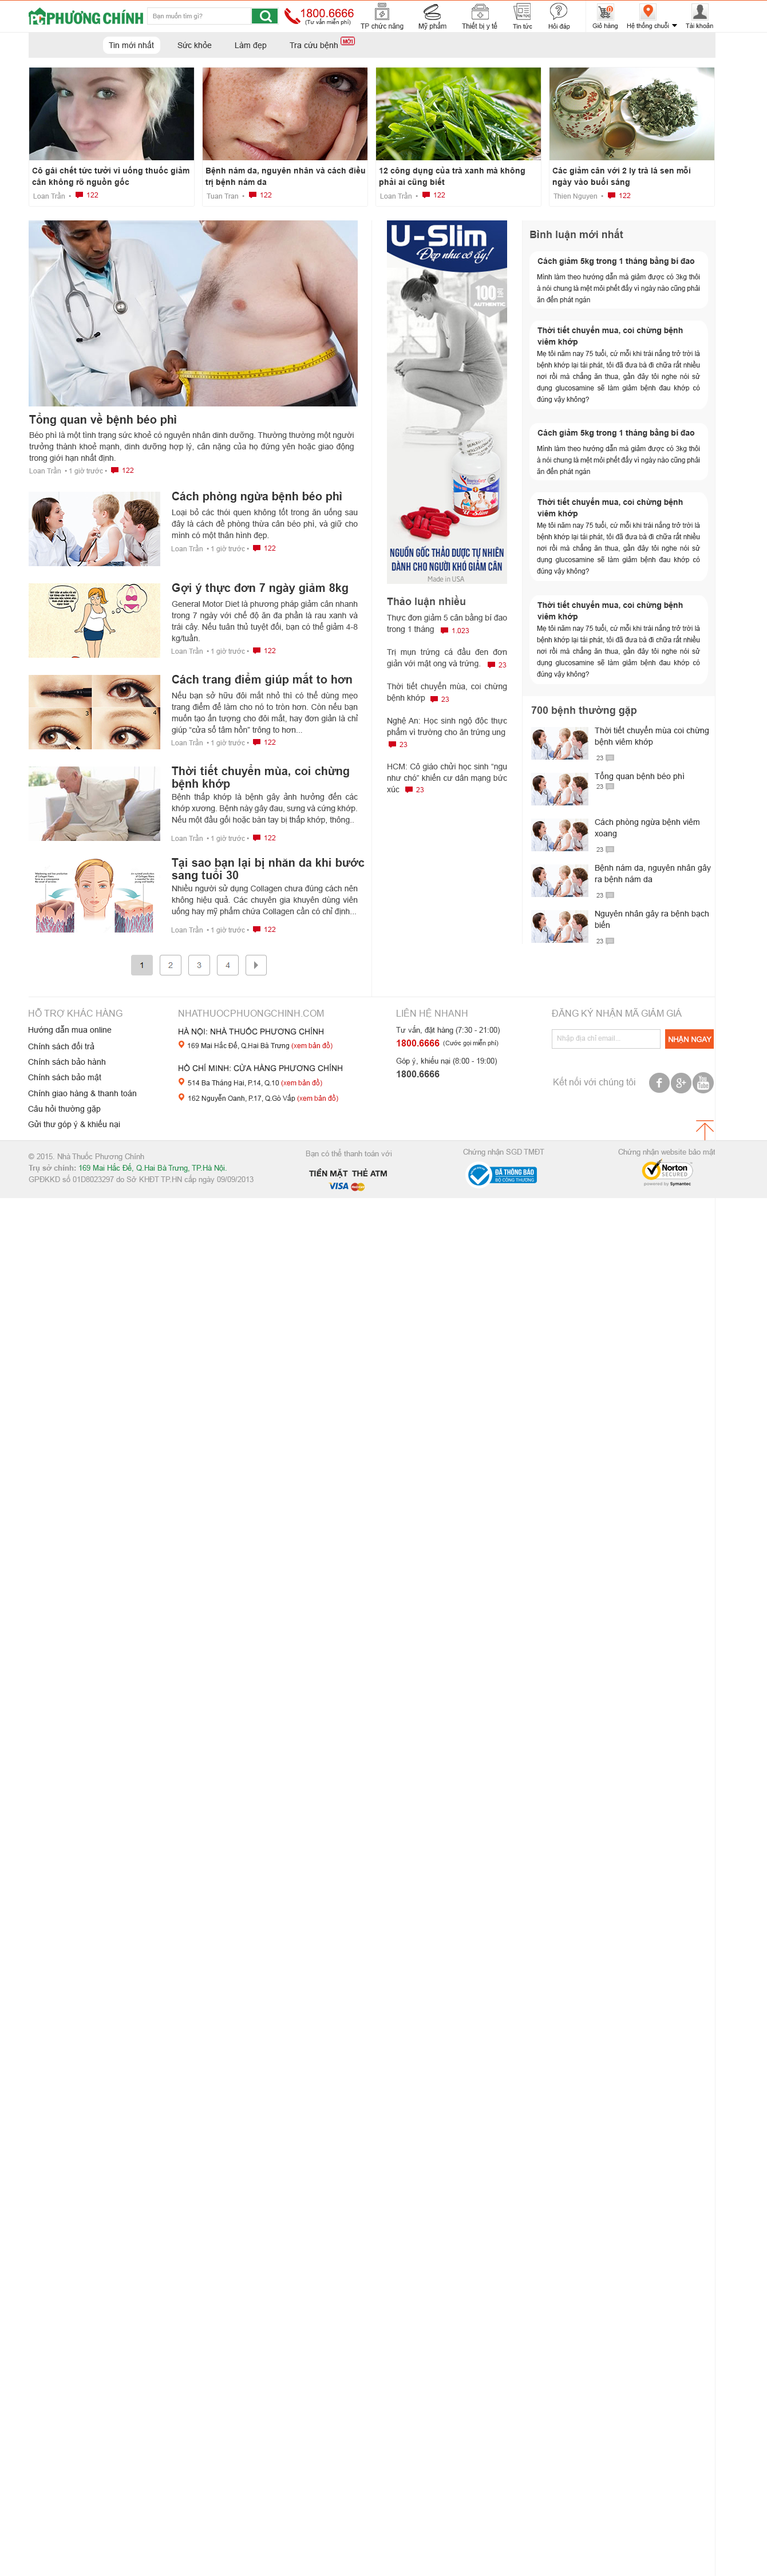 PHƯƠNG CHÍNH
Bạn muốn tìm gì?
1800.6666
(Tư vấn miễn phí)
TP chức năng
Mỹ phẩm
Thiết bị y tế
Tin tức
Hỏi đáp
Giỏ hàng
Hệ thống chuỗi
Tài khoản
Tin mới nhất
Sức khỏe
Làm đẹp
Tra cứu bệnh
MỚI
Cô gái chết tức tưởi vì uống thuốc giảm
cân không rõ nguồn gốc
Loan Trần • 122
Bệnh nám da, nguyên nhân và cách điều
trị bệnh nám da
Tuan Tran • 122
12 công dụng của trà xanh mà không
phải ai cũng biết
Loan Trần • 122
Các giảm cân với 2 ly trà lá sen mỗi
ngày vào buổi sáng
Thien Nguyen • 122
Tổng quan về bệnh béo phì
Béo phì là một tình trạng sức khoẻ có nguyên nhân dinh dưỡng. Thường thường một người
trưởng thành khoẻ mạnh, dinh dưỡng hợp lý, cân nặng của họ đứng yên hoặc giao động
trong giới hạn nhất định.
Loan Trần • 1 giờ trước • 122
Cách phòng ngừa bệnh béo phì
Loại bỏ các thói quen không tốt trong ăn uống sau
đây là cách để phòng thừa cân béo phì, và giữ cho
mình có một thân hình đẹp.
Loan Trần • 1 giờ trước • 122
Gợi ý thực đơn 7 ngày giảm 8kg
General Motor Diet là phương pháp giảm cân nhanh
trong 7 ngày với chế độ ăn đa phần là rau xanh và
trái cây. Nếu tuân thủ tuyệt đối, bạn có thể giảm 4-8
kg/tuần.
Loan Trần • 1 giờ trước • 122
Cách trang điểm giúp mắt to hơn
Nếu bạn sở hữu đôi mắt nhỏ thì có thể dùng mẹo
trang điểm để làm cho nó to tròn hơn. Còn nếu bạn
muốn tạo ấn tượng cho đôi mắt, hay đơn giản là chỉ
giúp “cửa sổ tâm hồn” trông to hơn...
Loan Trần • 1 giờ trước • 122
3
4
Thời tiết chuyển mùa, coi chừng
bệnh khớp
Bệnh thấp khớp là bệnh gây ảnh hưởng đến các
khớp xương. Bệnh này gây đau, sưng và cứng khớp.
Nếu một đầu gối hoặc bàn tay bị thấp khớp, thông..
Loan Trần • 1 giờ trước • 122
Tại sao bạn lại bị nhăn da khi bước
sang tuổi 30
Nhiều người sử dụng Collagen chưa đúng cách nên
không hiệu quả. Các chuyên gia khuyên dùng viên
uống hay mỹ phẩm chứa Collagen cần có chỉ định...
Loan Trần • 1 giờ trước • 122
1
2
3
4
U-Slim
Đẹp như cô ấy!
100%
AUTHENTIC
U-Slim
NGUỒN GỐC THẢO DƯỢC TỰ NHIÊN
DÀNH CHO NGƯỜI KHÓ GIẢM CÂN
Made in USA
Thảo luận nhiều
Thực đơn giảm 5 cân bằng bí đao
trong 1 tháng 1.023
Trị mụn trứng cá đầu đen đơn
giản với mật ong và trứng. 23
Thời tiết chuyển mùa, coi chừng
bệnh khớp 23
Nghệ An: Học sinh ngộ độc thực
phẩm vì trường cho ăn trứng ung
23
HCM: Cô giáo chửi học sinh “ngu
như chó” khiến cư dân mạng bức
xúc 23
Bình luận mới nhất
Cách giảm 5kg trong 1 tháng bằng bí đao
Mình làm theo hướng dẫn mà giảm được có 3kg thôi
à nói chung là mệt mỏi phết đấy vì ngày nào cũng phải
ăn đến phát ngán
Thời tiết chuyển mùa, coi chừng bệnh
viêm khớp
Mẹ tôi năm nay 75 tuổi, cứ mỗi khi trái nắng trở trời là
bệnh khớp lại tái phát, tôi đã đưa bà đi chữa rất nhiều
nơi rồi mà chẳng ăn thua, gần đây tôi nghe nói sử
dụng glucosamine sẽ làm giảm bệnh đau khớp có
đúng vậy không?
Cách giảm 5kg trong 1 tháng bằng bí đao
Mình làm theo hướng dẫn mà giảm được có 3kg thôi
à nói chung là mệt mỏi phết đấy vì ngày nào cũng phải
ăn đến phát ngán
Thời tiết chuyển mùa, coi chừng bệnh
viêm khớp
Mẹ tôi năm nay 75 tuổi, cứ mỗi khi trái nắng trở trời là
bệnh khớp lại tái phát, tôi đã đưa bà đi chữa rất nhiều
nơi rồi mà chẳng ăn thua, gần đây tôi nghe nói sử
dụng glucosamine sẽ làm giảm bệnh đau khớp có
đúng vậy không?
Thời tiết chuyển mùa, coi chừng bệnh
viêm khớp
Mẹ tôi năm nay 75 tuổi, cứ mỗi khi trái nắng trở trời là
bệnh khớp lại tái phát, tôi đã đưa bà đi chữa rất nhiều
nơi rồi mà chẳng ăn thua, gần đây tôi nghe nói sử
dụng glucosamine sẽ làm giảm bệnh đau khớp có
đúng vậy không?
700 bệnh thường gặp
Thời tiết chuyển mùa coi chừng
bệnh viêm khớp
23
Tổng quan bệnh béo phì
23
Cách phòng ngừa bệnh viêm
xoang
23
Bệnh nám da, nguyên nhân gây
ra bệnh nám da
23
Nguyên nhân gây ra bệnh bạch
biến
23
HỖ TRỢ KHÁC HÀNG
Hướng dẫn mua online
Chính sách đổi trả
Chính sách bảo hành
Chính sách bảo mật
Chính giao hàng & thanh toán
Câu hỏi thường gặp
Gửi thư góp ý & khiếu nại
NHATHUOCPHUONGCHINH.COM
HÀ NỘI: NHÀ THUỐC PHƯƠNG CHÍNH
169 Mai Hắc Đế, Q.Hai Bà Trưng (xem bản đồ)
HỒ CHÍ MINH: CỬA HÀNG PHƯƠNG CHÍNH
514 Ba Tháng Hai, P.14, Q.10 (xem bản đồ)
162 Nguyễn Oanh, P.17, Q.Gò Vấp (xem bản đồ)
LIÊN HỆ NHANH
Tư vấn, đặt hàng (7:30 - 21:00)
1800.6666 (Cước gọi miễn phí)
Góp ý, khiếu nại (8:00 - 19:00)
1800.6666
ĐĂNG KÝ NHẬN MÃ GIẢM GIÁ
Nhập địa chỉ email...
NHẬN NGAY
Kết nối với chúng tôi
f
g+
You
Tube
© 2015. Nhà Thuốc Phương Chính
Trụ sở chính: 169 Mai Hắc Đế, Q.Hai Bà Trưng, TP.Hà Nội.
GPĐKKD số 01D8023297 do Sở KHĐT TP.HN cấp ngày 09/09/2013
Bạn có thể thanh toán với
TIỀN MẶT THẺ ATM
VISA
MasterCard
Chứng nhận SGD TMĐT
ĐÃ THÔNG BÁO
BỘ CÔNG THƯƠNG
Chứng nhận website bảo mật
Norton
SECURED
powered by Symantec